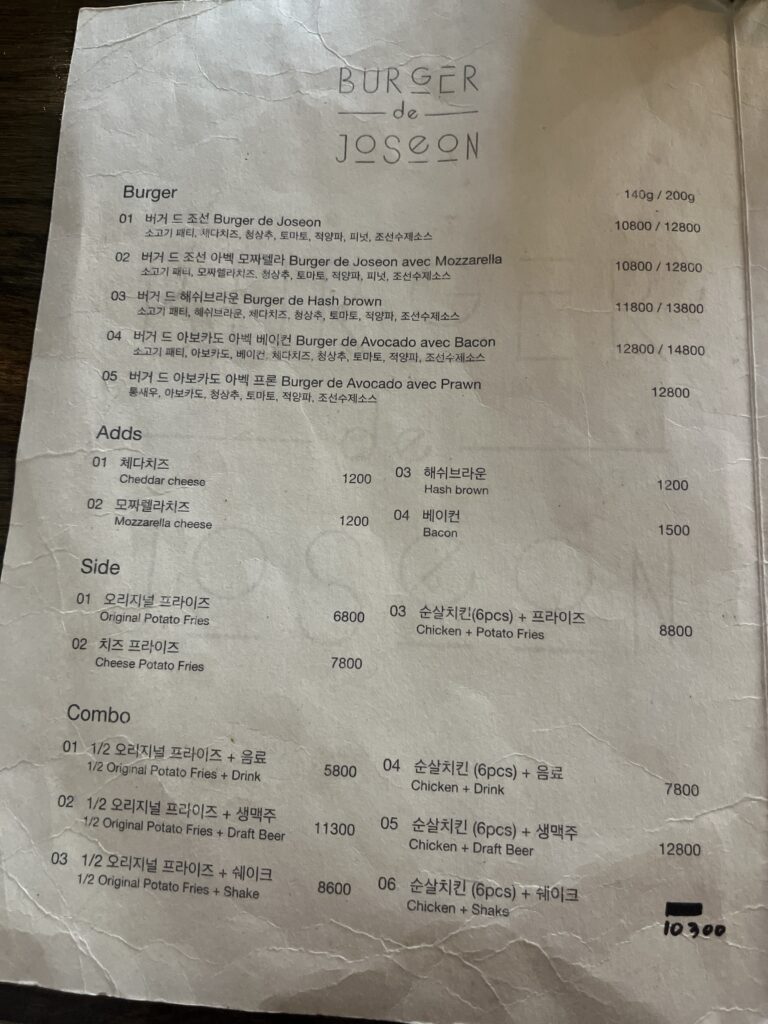 BURGER
de
JOSEON
Burger 140g / 200g
01 버거 드 조선 Burger de Joseon 10800 / 12800
소고기 패티, 체다치즈, 청상추, 토마토, 적양파, 피넛, 조선수제소스
02 버거 드 조선 아벡 모짜렐라 Burger de Joseon avec Mozzarella 10800 / 12800
소고기 패티, 모짜렐라치즈, 청상추, 토마토, 적양파, 피넛, 조선수제소스
03 버거 드 해쉬브라운 Burger de Hash brown 11800 / 13800
소고기 패티, 해쉬브라운, 체다치즈, 청상추, 토마토, 적양파, 조선수제소스
04 버거 드 아보카도 아벡 베이컨 Burger de Avocado avec Bacon 12800 / 14800
소고기 패티, 아보카도, 베이컨, 체다치즈, 청상추, 토마토, 적양파, 조선수제소스
05 버거 드 아보카도 아벡 프론 Burger de Avocado avec Prawn 12800
통새우, 아보카도, 청상추, 토마토, 적양파, 조선수제소스
Adds
01 체다치즈 1200
Cheddar cheese
02 모짜렐라치즈 1200
Mozzarella cheese
03 해쉬브라운 1200
Hash brown
04 베이컨 1500
Bacon
Side
01 오리지널 프라이즈 6800
Original Potato Fries
02 치즈 프라이즈 7800
Cheese Potato Fries
03 순살치킨(6pcs) + 프라이즈 8800
Chicken + Potato Fries
Combo
01 1/2 오리지널 프라이즈 + 음료 5800
1/2 Original Potato Fries + Drink
02 1/2 오리지널 프라이즈 + 생맥주 11300
1/2 Original Potato Fries + Draft Beer
03 1/2 오리지널 프라이즈 + 쉐이크 8600
1/2 Original Potato Fries + Shake
04 순살치킨 (6pcs) + 음료 7800
Chicken + Drink
05 순살치킨 (6pcs) + 생맥주 12800
Chicken + Draft Beer
06 순살치킨 (6pcs) + 쉐이크
Chicken + Shaks
10300